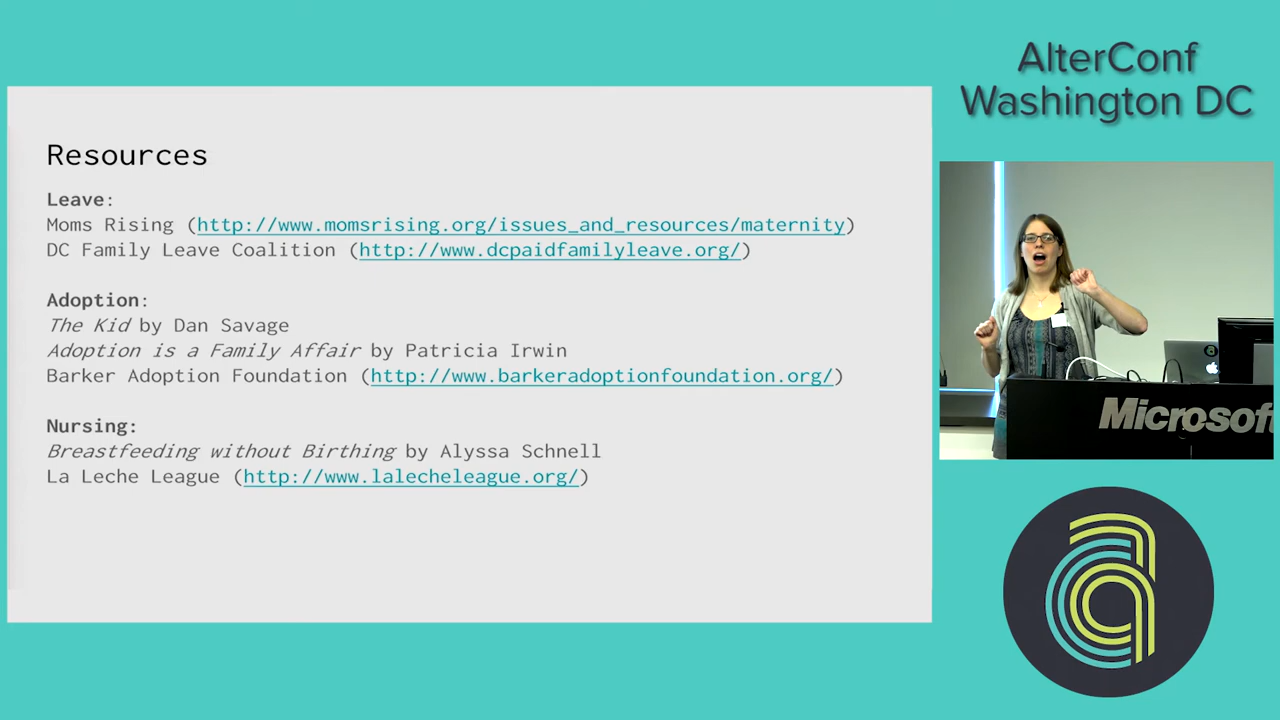 AlterConf
Washington DC
Resources
Leave:
Moms Rising (http://www.momsrising.org/issues_and_resources/maternity)
DC Family Leave Coalition (http://www.dcpaidfamilyleave.org/)
Adoption:
The Kid by Dan Savage
Adoption is a Family Affair by Patricia Irwin
Barker Adoption Foundation (http://www.barkeradoptionfoundation.org/)
Nursing:
Breastfeeding without Birthing by Alyssa Schnell
La Leche League (http://www.lalecheleague.org/)
Microsoft